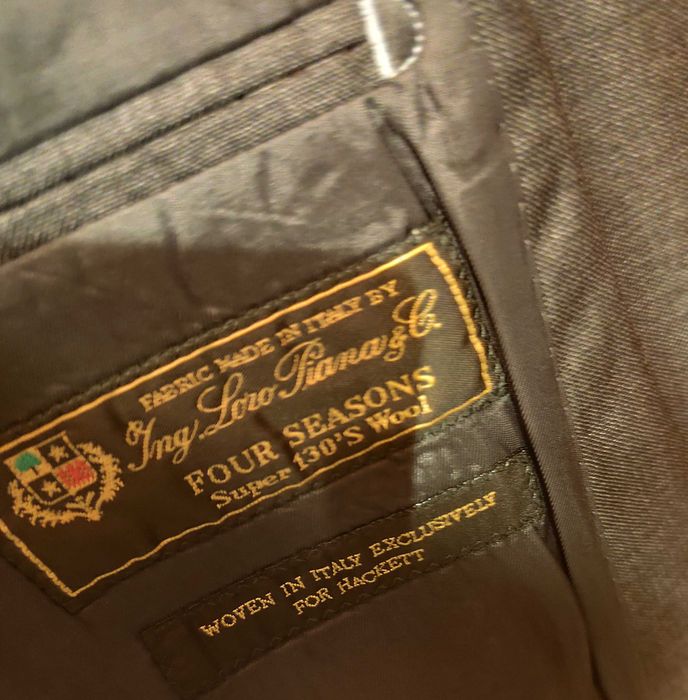 FABRIC MADE IN ITALY BY
Ing. Loro Piana & C.
FOUR SEASONS
Super 130'S Wool
WOVEN IN ITALY EXCLUSIVELY
FOR HACKETT